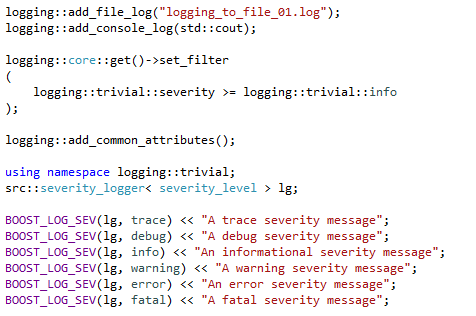 logging::add_file_log("logging_to_file_01.log");
logging::add_console_log(std::cout);
logging::core::get()->set_filter
(
logging::trivial::severity >= logging::trivial::info
);
logging::add_common_attributes();
using namespace logging::trivial;
src::severity_logger< severity_level > lg;
BOOST_LOG_SEV(lg, trace) << "A trace severity message";
BOOST_LOG_SEV(lg, debug) << "A debug severity message";
BOOST_LOG_SEV(lg, info) << "An informational severity message";
BOOST_LOG_SEV(lg, warning) << "A warning severity message";
BOOST_LOG_SEV(lg, error) << "An error severity message";
BOOST_LOG_SEV(lg, fatal) << "A fatal severity message";